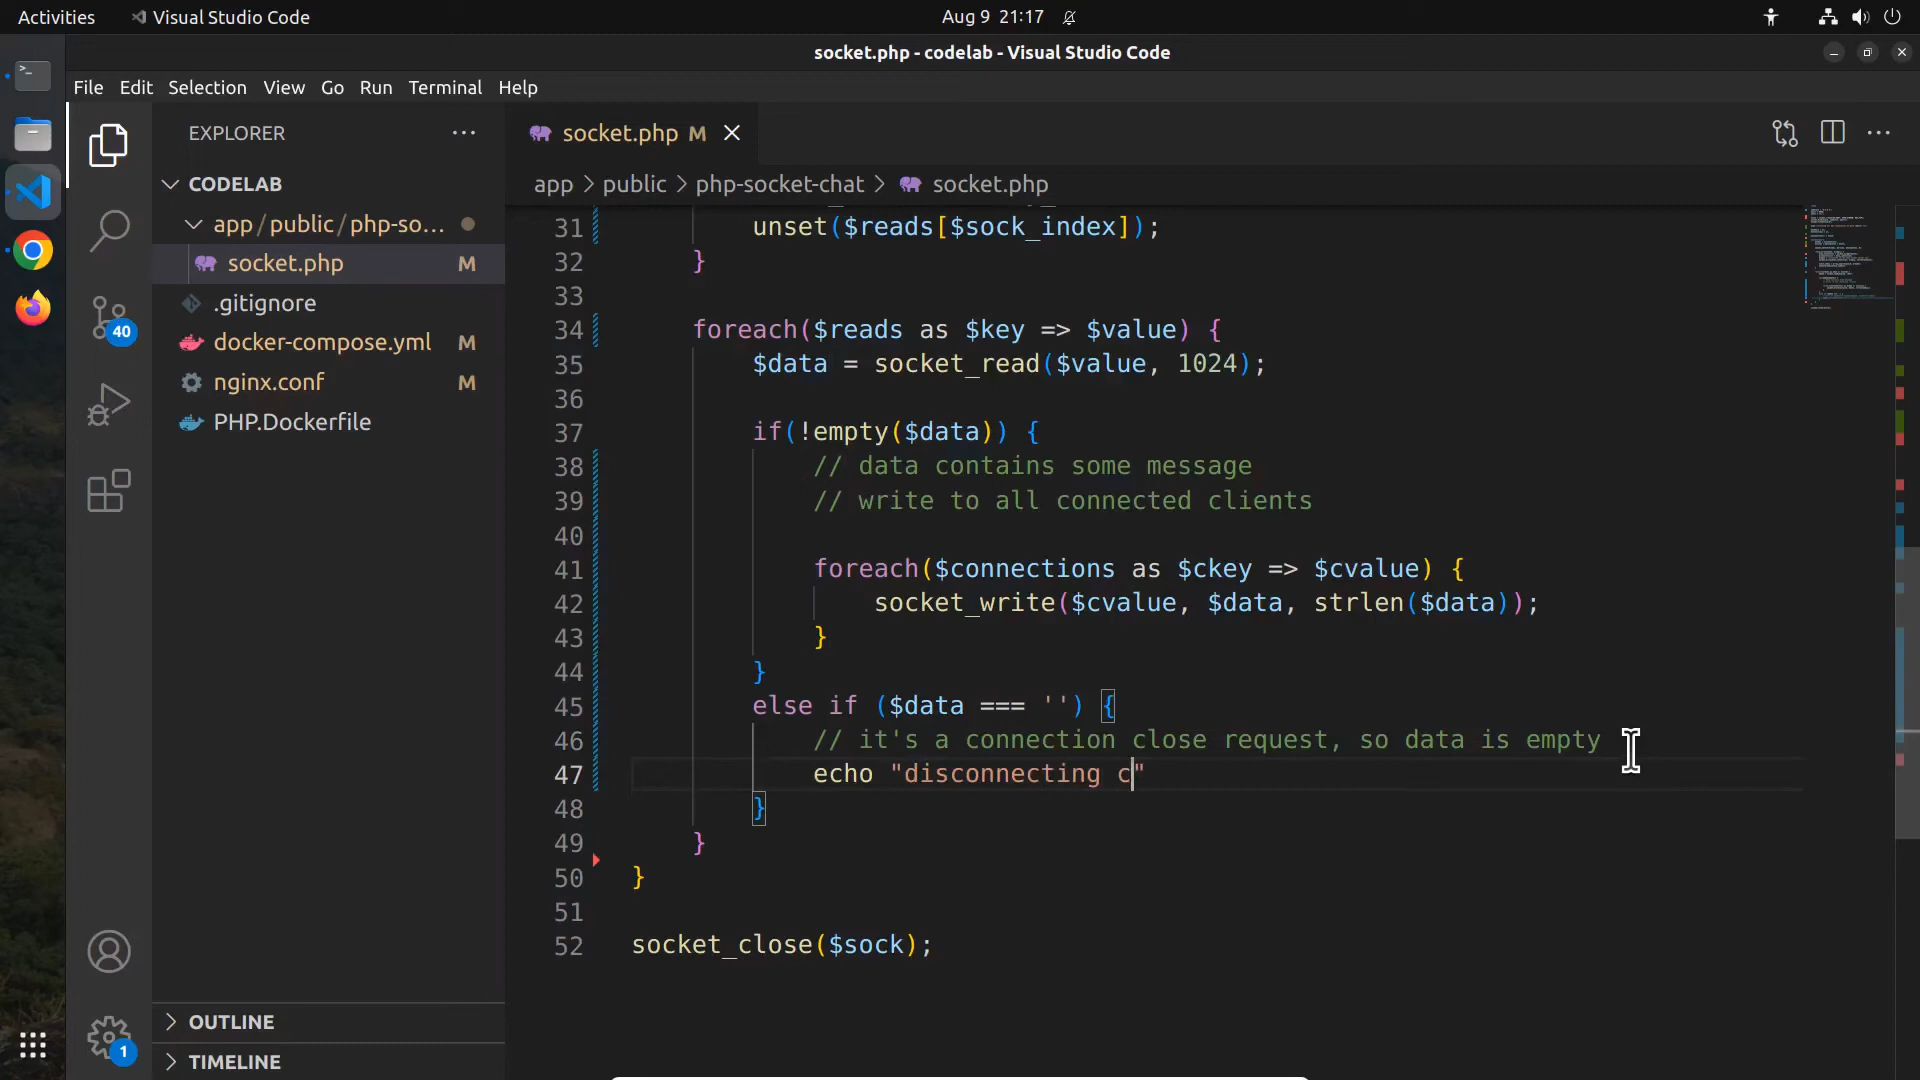 Activities
Visual Studio Code
Aug 9 21:17
socket.php - codelab - Visual Studio Code
File Edit Selection View Go Run Terminal Help
EXPLORER
socket.php M
CODELAB
app > public > php-socket-chat > socket.php
app / public / php-so...
socket.php M
.gitignore
docker-compose.yml M
nginx.conf M
PHP.Dockerfile
40
31 unset($reads[$sock_index]);
32 }
33
34 foreach($reads as $key => $value) {
35 $data = socket_read($value, 1024);
36
37 if(!empty($data)) {
38 // data contains some message
39 // write to all connected clients
40
41 foreach($connections as $ckey => $cvalue) {
42 socket_write($cvalue, $data, strlen($data));
43 }
44 }
45 else if ($data === '') {
46 // it's a connection close request, so data is empty
47 echo "disconnecting c"
48 }
49 }
50 }
51
52 socket_close($sock);
OUTLINE
1
TIMELINE